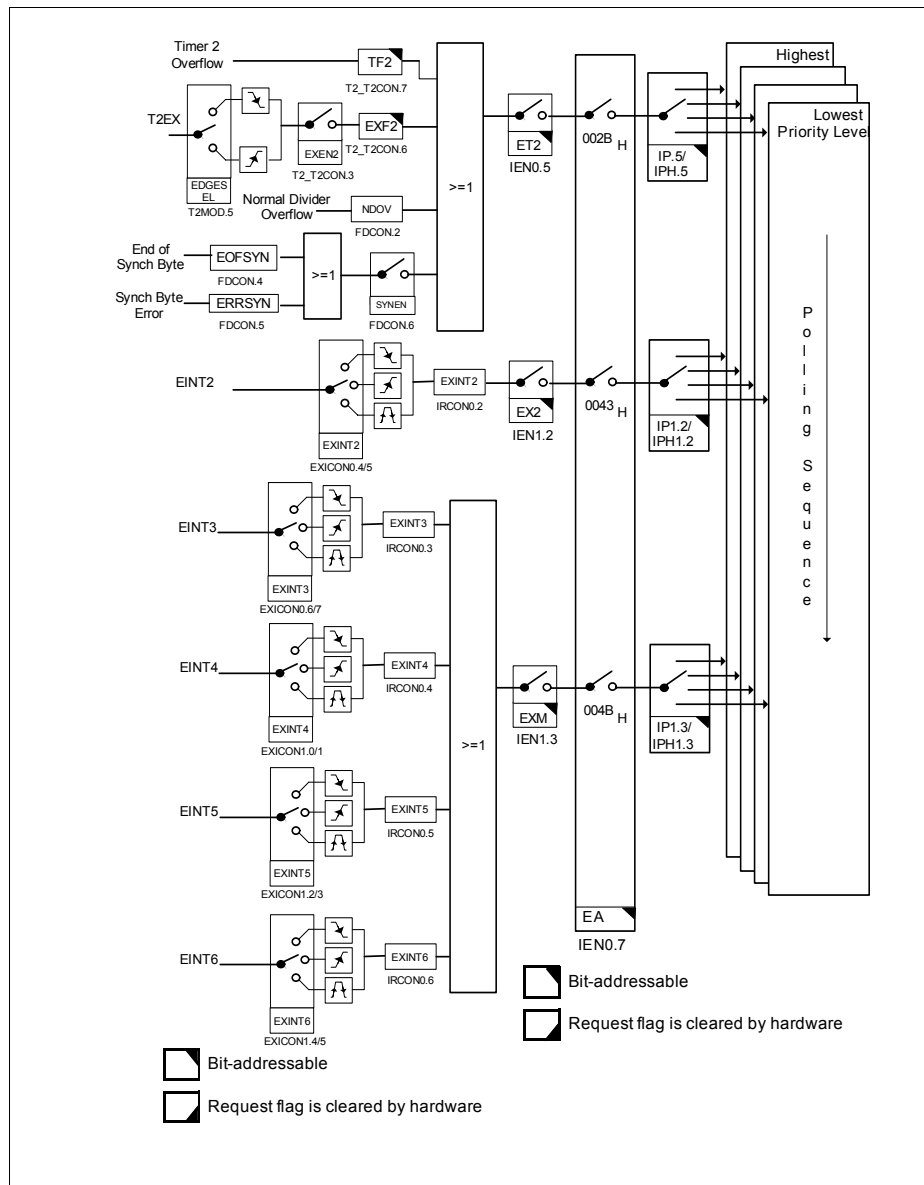 Highest
Lowest
Priority Level
Timer 2
Overflow
TF2
T2_T2CON.7
T2EX
EDGES
EL
T2MOD.5
EXEN2
T2_T2CON.3
EXF2
T2_T2CON.6
Normal Divider
Overflow
NDOV
FDCON.2
End of
Synch Byte
EOFSYN
FDCON.4
>=1
Synch Byte
Error
ERRSYN
FDCON.5
SYNEN
FDCON.6
>=1
ET2
IEN0.5
002B H
IP.5/
IPH.5
EINT2
EXINT2
EXICON0.4/5
EXINT2
IRCON0.2
EX2
IEN1.2
0043 H
IP1.2/
IPH1.2
EINT3
EXINT3
EXICON0.6/7
EXINT3
IRCON0.3
EINT4
EXINT4
EXICON1.0/1
EXINT4
IRCON0.4
>=1
EXM
IEN1.3
004B H
IP1.3/
IPH1.3
EINT5
EXINT5
EXICON1.2/3
EXINT5
IRCON0.5
EINT6
EXINT6
EXICON1.4/5
EXINT6
IRCON0.6
EA
IEN0.7
Polling Sequence
Bit-addressable
Request flag is cleared by hardware
Bit-addressable
Request flag is cleared by hardware